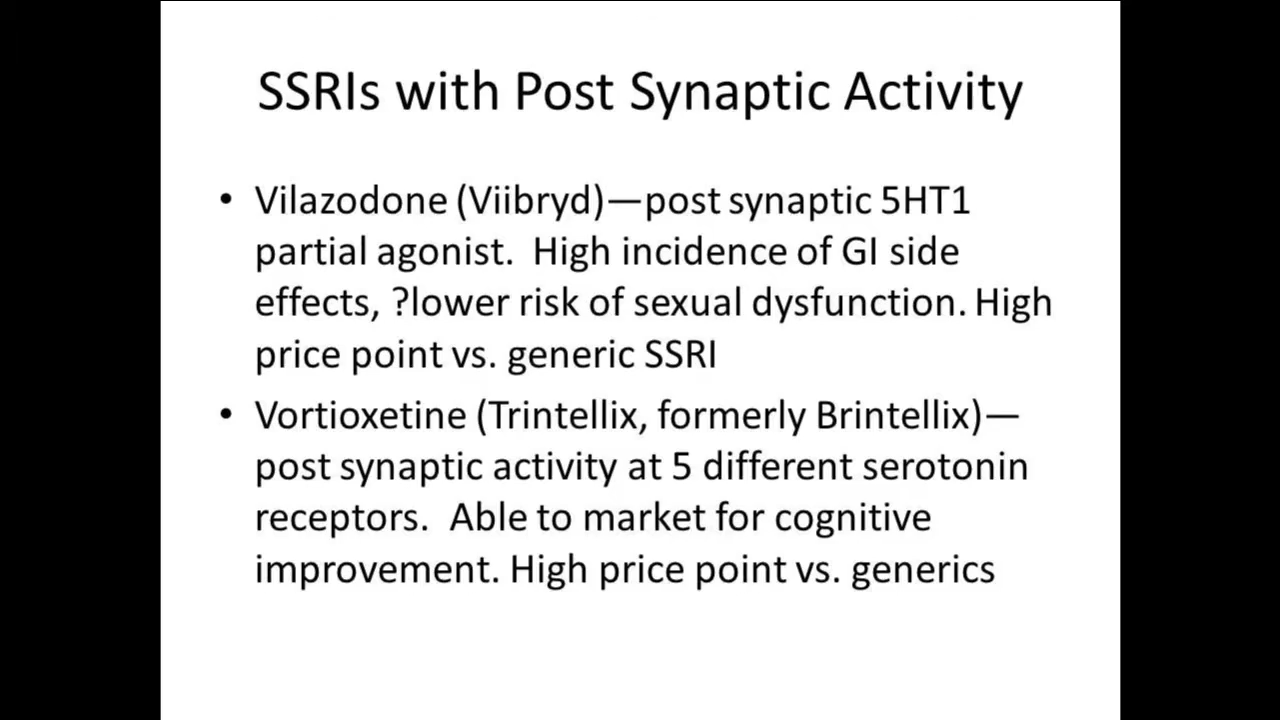 SSRIs with Post Synaptic Activity
• Vilazodone (Viibryd)—post synaptic 5HT1
partial agonist.  High incidence of GI side
effects, ?lower risk of sexual dysfunction. High
price point vs. generic SSRI
• Vortioxetine (Trintellix, formerly Brintellix)—
post synaptic activity at 5 different serotonin
receptors.  Able to market for cognitive
improvement. High price point vs. generics